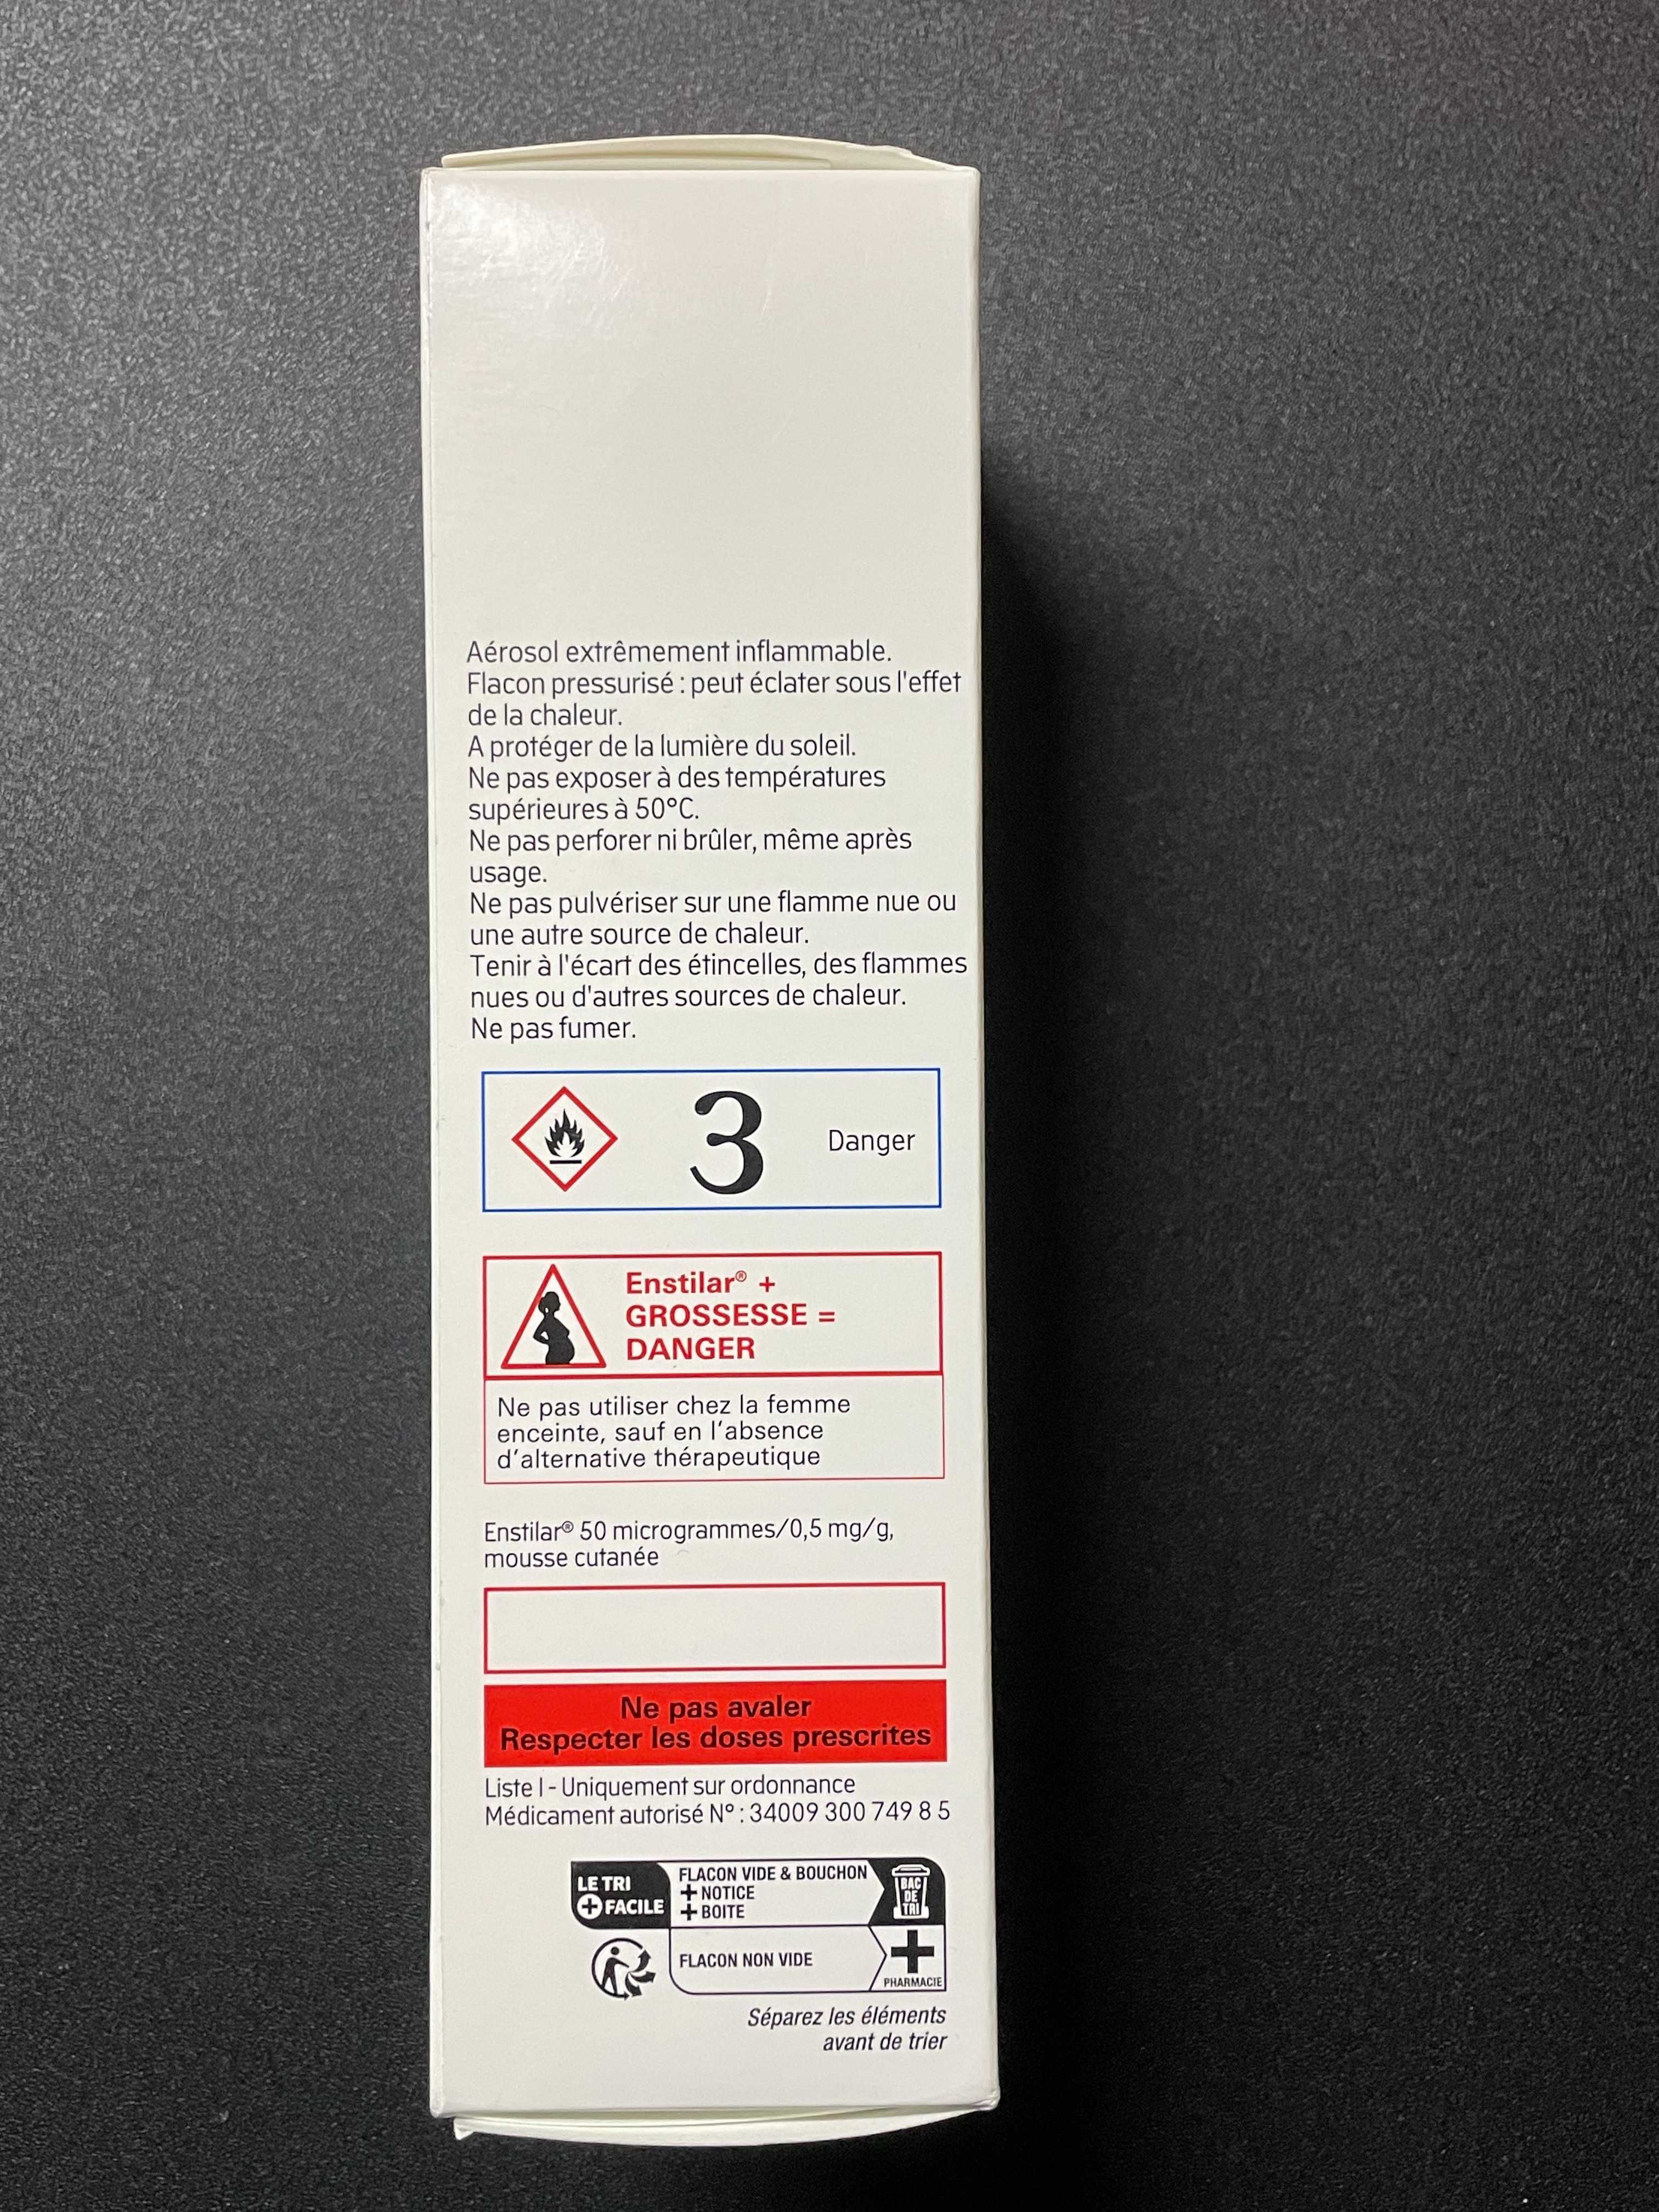 Aérosol extrêmement inflammable.
Flacon pressurisé : peut éclater sous l'effet
de la chaleur.
A protéger de la lumière du soleil.
Ne pas exposer à des températures
supérieures à 50°C.
Ne pas perforer ni brûler, même après
usage.
Ne pas pulvériser sur une flamme nue ou
une autre source de chaleur.
Tenir à l'écart des étincelles, des flammes
nues ou d'autres sources de chaleur.
Ne pas fumer.
3 Danger
Enstilar® +
GROSSESSE =
DANGER
Ne pas utiliser chez la femme
enceinte, sauf en l'absence
d'alternative thérapeutique
Enstilar® 50 microgrammes/0,5 mg/g,
mousse cutanée
Ne pas avaler
Respecter les doses prescrites
Liste I - Uniquement sur ordonnance
Médicament autorisé N° : 34009 300 749 8 5
LE TRI
+ FACILE
FLACON VIDE & BOUCHON
+ NOTICE
+ BOITE
BAC
DE
TRI
FLACON NON VIDE
PHARMACIE
Séparez les éléments
avant de trier